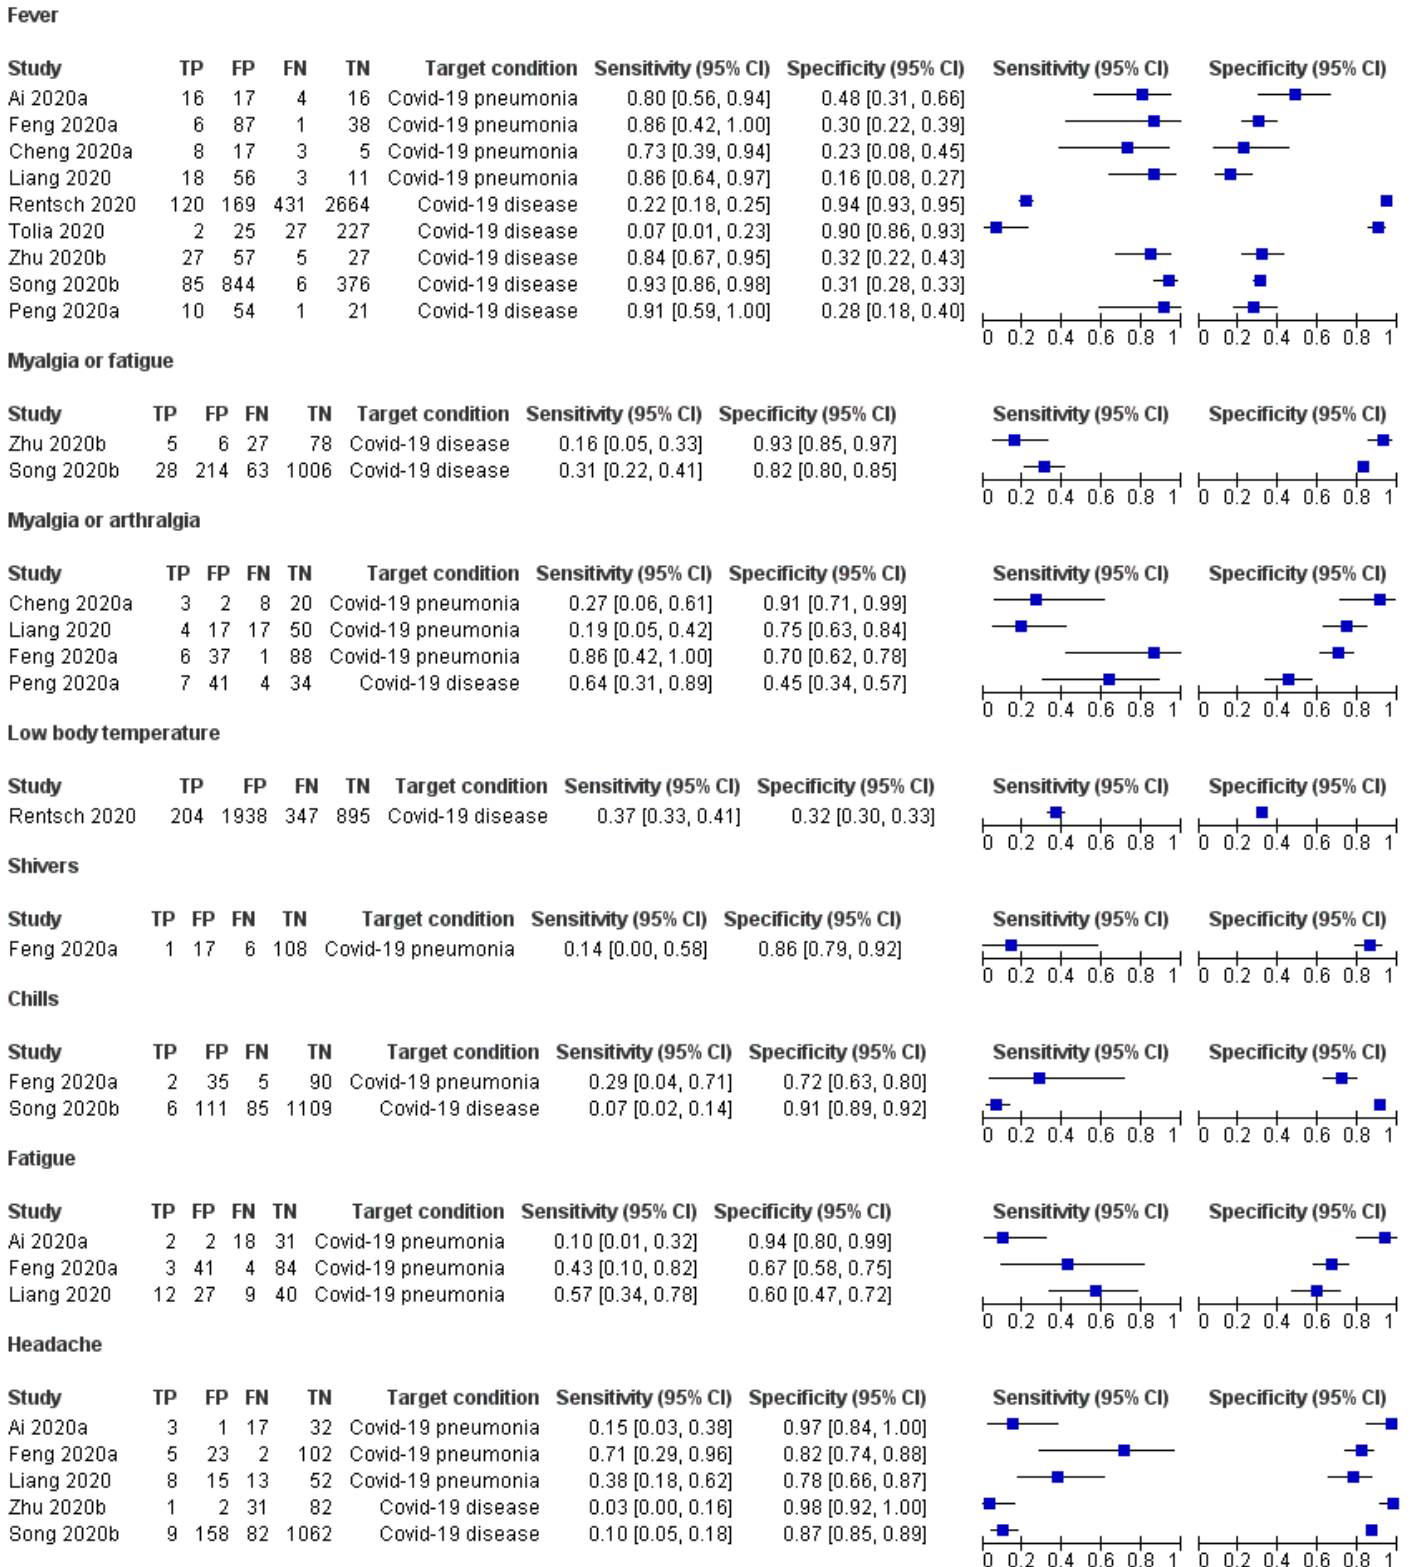 Fever
Study TP FP FN TN Target condition Sensitivity (95% CI) Specificity (95% CI) Sensitivity (95% CI) Specificity (95% CI)
Ai 2020a 16 17 4 16 Covid-19 pneumonia 0.80 [0.56, 0.94] 0.48 [0.31, 0.66]
Feng 2020a 6 87 1 38 Covid-19 pneumonia 0.86 [0.42, 1.00] 0.30 [0.22, 0.39]
Cheng 2020a 8 17 3 5 Covid-19 pneumonia 0.73 [0.39, 0.94] 0.23 [0.08, 0.45]
Liang 2020 18 56 3 11 Covid-19 pneumonia 0.86 [0.64, 0.97] 0.16 [0.08, 0.27]
Rentsch 2020 120 169 431 2664 Covid-19 disease 0.22 [0.18, 0.25] 0.94 [0.93, 0.95]
Tolia 2020 2 25 27 227 Covid-19 disease 0.07 [0.01, 0.23] 0.90 [0.86, 0.93]
Zhu 2020b 27 57 5 27 Covid-19 disease 0.84 [0.67, 0.95] 0.32 [0.22, 0.43]
Song 2020b 85 844 6 376 Covid-19 disease 0.93 [0.86, 0.98] 0.31 [0.28, 0.33]
Peng 2020a 10 54 1 21 Covid-19 disease 0.91 [0.59, 1.00] 0.28 [0.18, 0.40]
0 0.2 0.4 0.6 0.8 1 0 0.2 0.4 0.6 0.8 1
Myalgia or fatigue
Study TP FP FN TN Target condition Sensitivity (95% CI) Specificity (95% CI) Sensitivity (95% CI) Specificity (95% CI)
Zhu 2020b 5 6 27 78 Covid-19 disease 0.16 [0.05, 0.33] 0.93 [0.85, 0.97]
Song 2020b 28 214 63 1006 Covid-19 disease 0.31 [0.22, 0.41] 0.82 [0.80, 0.85]
0 0.2 0.4 0.6 0.8 1 0 0.2 0.4 0.6 0.8 1
Myalgia or arthralgia
Study TP FP FN TN Target condition Sensitivity (95% CI) Specificity (95% CI) Sensitivity (95% CI) Specificity (95% CI)
Cheng 2020a 3 2 8 20 Covid-19 pneumonia 0.27 [0.06, 0.61] 0.91 [0.71, 0.99]
Liang 2020 4 17 17 50 Covid-19 pneumonia 0.19 [0.05, 0.42] 0.75 [0.63, 0.84]
Feng 2020a 6 37 1 88 Covid-19 pneumonia 0.86 [0.42, 1.00] 0.70 [0.62, 0.78]
Peng 2020a 7 41 4 34 Covid-19 disease 0.64 [0.31, 0.89] 0.45 [0.34, 0.57]
0 0.2 0.4 0.6 0.8 1 0 0.2 0.4 0.6 0.8 1
Low body temperature
Study TP FP FN TN Target condition Sensitivity (95% CI) Specificity (95% CI) Sensitivity (95% CI) Specificity (95% CI)
Rentsch 2020 204 1938 347 895 Covid-19 disease 0.37 [0.33, 0.41] 0.32 [0.30, 0.33]
0 0.2 0.4 0.6 0.8 1 0 0.2 0.4 0.6 0.8 1
Shivers
Study TP FP FN TN Target condition Sensitivity (95% CI) Specificity (95% CI) Sensitivity (95% CI) Specificity (95% CI)
Feng 2020a 1 17 6 108 Covid-19 pneumonia 0.14 [0.00, 0.58] 0.86 [0.79, 0.92]
0 0.2 0.4 0.6 0.8 1 0 0.2 0.4 0.6 0.8 1
Chills
Study TP FP FN TN Target condition Sensitivity (95% CI) Specificity (95% CI) Sensitivity (95% CI) Specificity (95% CI)
Feng 2020a 2 35 5 90 Covid-19 pneumonia 0.29 [0.04, 0.71] 0.72 [0.63, 0.80]
Song 2020b 6 111 85 1109 Covid-19 disease 0.07 [0.02, 0.14] 0.91 [0.89, 0.92]
0 0.2 0.4 0.6 0.8 1 0 0.2 0.4 0.6 0.8 1
Fatigue
Study TP FP FN TN Target condition Sensitivity (95% CI) Specificity (95% CI) Sensitivity (95% CI) Specificity (95% CI)
Ai 2020a 2 2 18 31 Covid-19 pneumonia 0.10 [0.01, 0.32] 0.94 [0.80, 0.99]
Feng 2020a 3 41 4 84 Covid-19 pneumonia 0.43 [0.10, 0.82] 0.67 [0.58, 0.75]
Liang 2020 12 27 9 40 Covid-19 pneumonia 0.57 [0.34, 0.78] 0.60 [0.47, 0.72]
0 0.2 0.4 0.6 0.8 1 0 0.2 0.4 0.6 0.8 1
Headache
Study TP FP FN TN Target condition Sensitivity (95% CI) Specificity (95% CI) Sensitivity (95% CI) Specificity (95% CI)
Ai 2020a 3 1 17 32 Covid-19 pneumonia 0.15 [0.03, 0.38] 0.97 [0.84, 1.00]
Feng 2020a 5 23 2 102 Covid-19 pneumonia 0.71 [0.29, 0.96] 0.82 [0.74, 0.88]
Liang 2020 8 15 13 52 Covid-19 pneumonia 0.38 [0.18, 0.62] 0.78 [0.66, 0.87]
Zhu 2020b 1 2 31 82 Covid-19 disease 0.03 [0.00, 0.16] 0.98 [0.92, 1.00]
Song 2020b 9 158 82 1062 Covid-19 disease 0.10 [0.05, 0.18] 0.87 [0.85, 0.89]
0 0.2 0.4 0.6 0.8 1 0 0.2 0.4 0.6 0.8 1